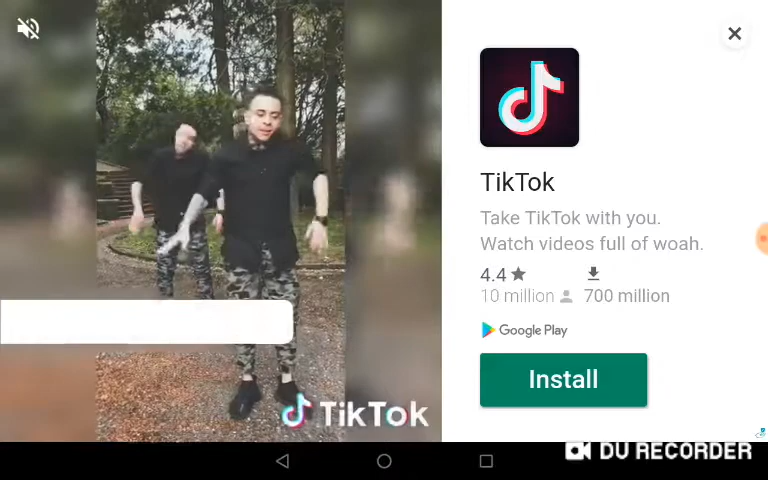 TikTok
Take TikTok with you.
Watch videos full of woah.
4.4
10 million 700 million
Google Play
Install
TikTok
DU RECORDER